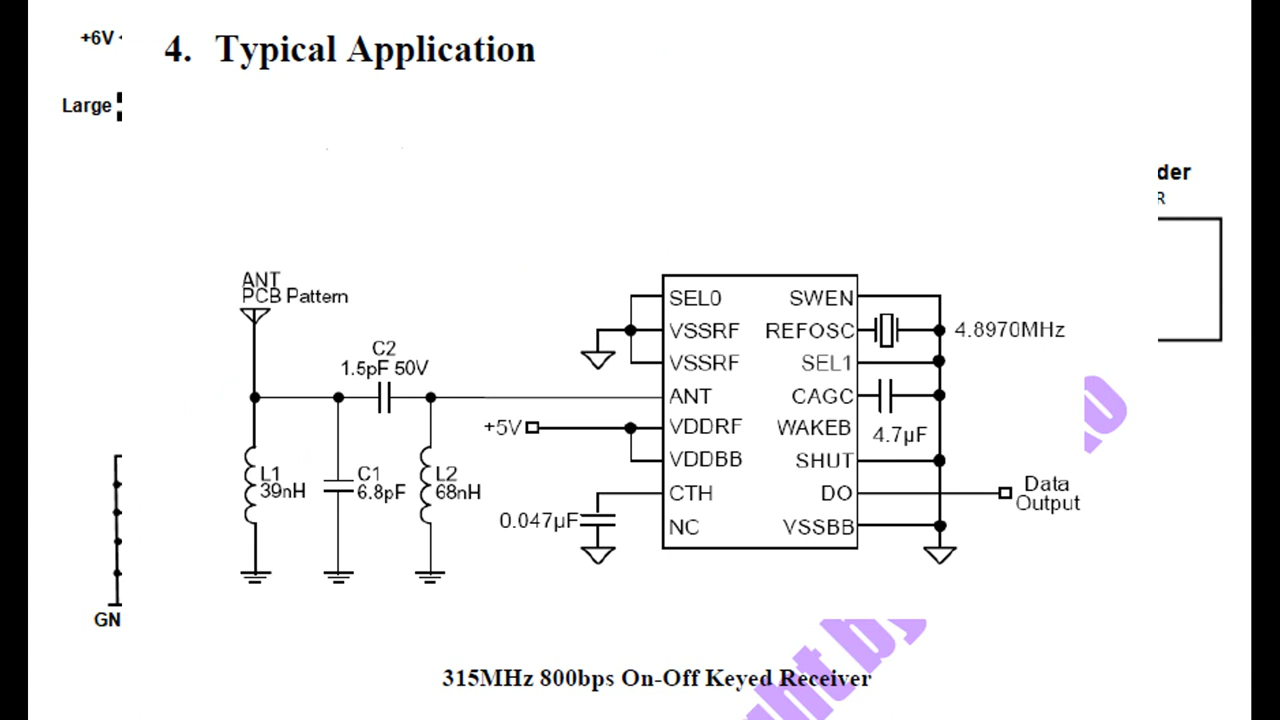 +6V
4. Typical Application
Large
der
R
ANT
PCB Pattern
C2
1.5pF 50V
L1
39nH
C1
6.8pF
L2
68nH
+5V
0.047µF
SEL0
VSSRF
VSSRF
ANT
VDDRF
VDDBB
CTH
NC
SWEN
REFOSC
SEL1
CAGC
WAKEB
SHUT
DO
VSSBB
4.8970MHz
4.7µF
Data
Output
GN
315MHz 800bps On-Off Keyed Receiver
ght by